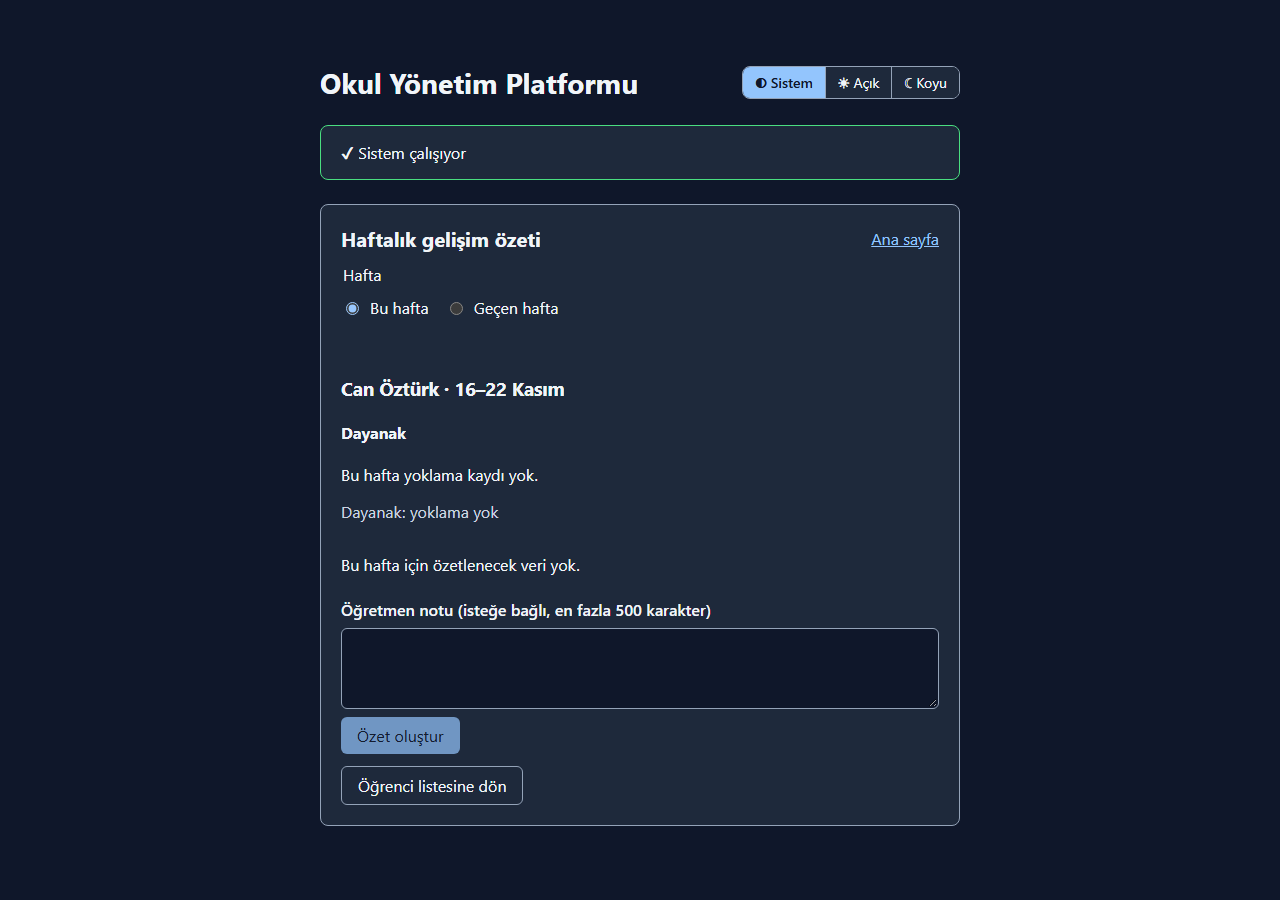 Okul Yönetim Platformu
◐ Sistem
☀ Açık
☾ Koyu
✓ Sistem çalışıyor
Haftalık gelişim özeti
Ana sayfa
Hafta
Bu hafta
Geçen hafta
Can Öztürk · 16–22 Kasım
Dayanak
Bu hafta yoklama kaydı yok.
Dayanak: yoklama yok
Bu hafta için özetlenecek veri yok.
Öğretmen notu (isteğe bağlı, en fazla 500 karakter)
Özet oluştur
Öğrenci listesine dön